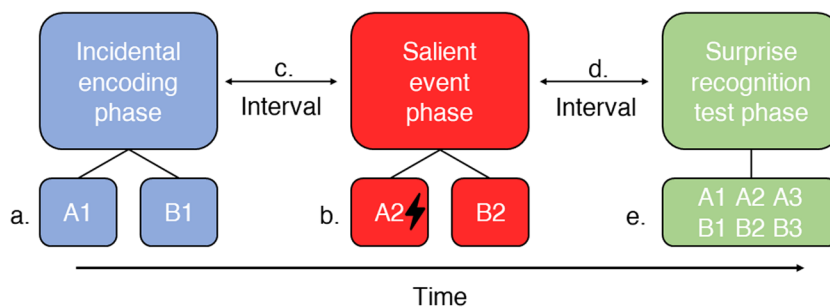 Incidental
encoding
phase
c.
Interval
Salient
event
phase
d.
Interval
Surprise
recognition
test phase
a.
A1
B1
b.
A2
B2
e.
A1 A2 A3
B1 B2 B3
Time